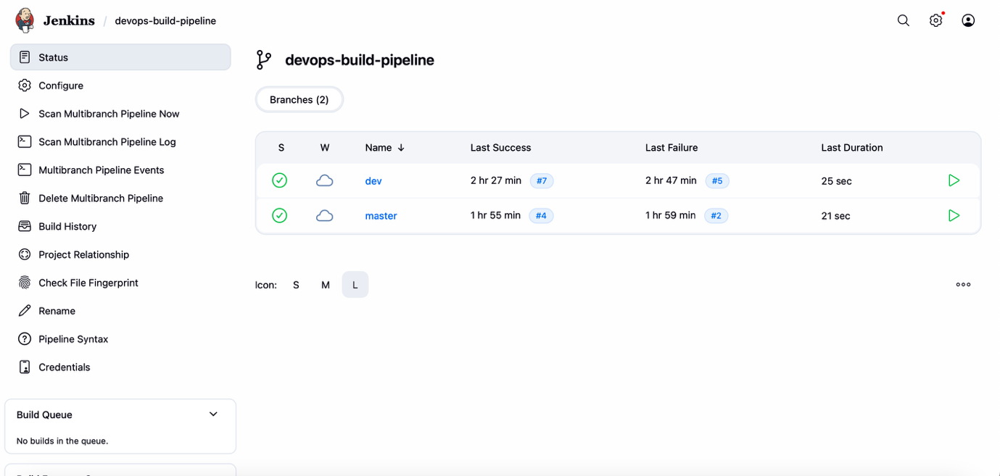 Jenkins / devops-build-pipeline
Status
Configure
Scan Multibranch Pipeline Now
Scan Multibranch Pipeline Log
Multibranch Pipeline Events
Delete Multibranch Pipeline
Build History
Project Relationship
Check File Fingerprint
Rename
Pipeline Syntax
Credentials
Build Queue
No builds in the queue.
devops-build-pipeline
Branches (2)
S W Name ↓ Last Success Last Failure Last Duration
dev 2 hr 27 min #7 2 hr 47 min #5 25 sec
master 1 hr 55 min #4 1 hr 59 min #2 21 sec
Icon: S M L